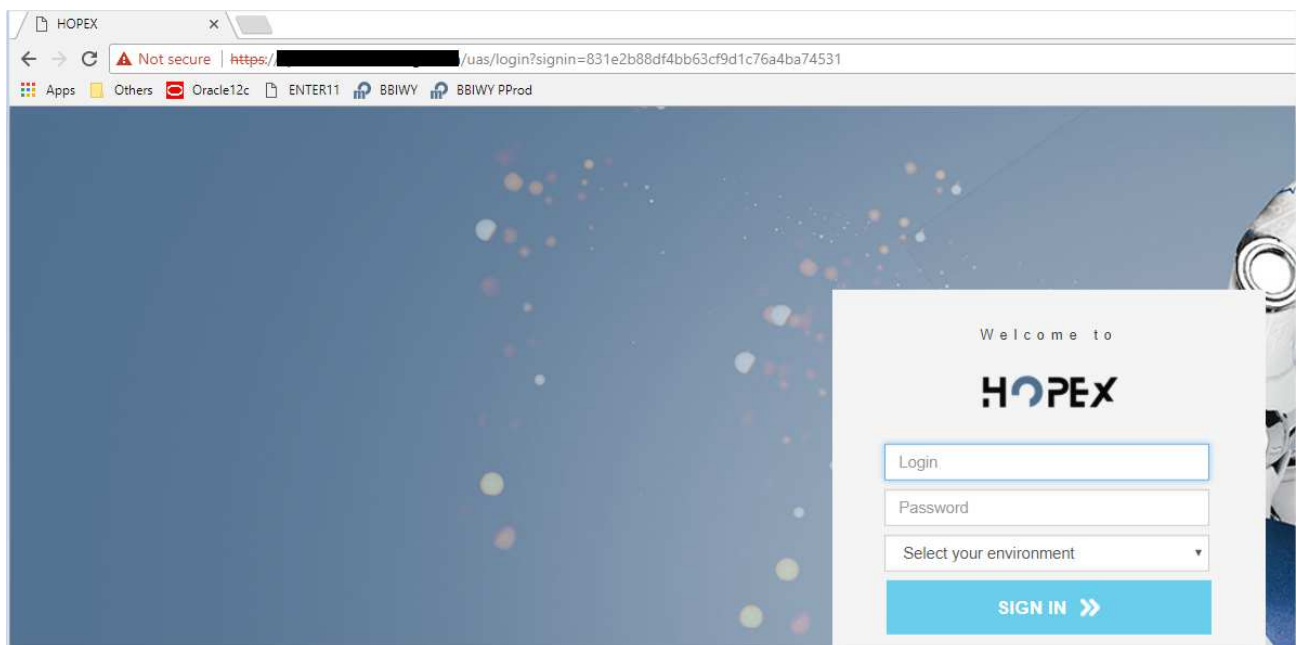 HOPEX
Not secure | https:/ /uas/login?signin=831e2b88df4bb63cf9d1c76a4ba74531
Apps Others Oracle12c ENTER11 BBIWY BBIWY PProd
Welcome to
HOPEX
Login
Password
Select your environment
SIGN IN